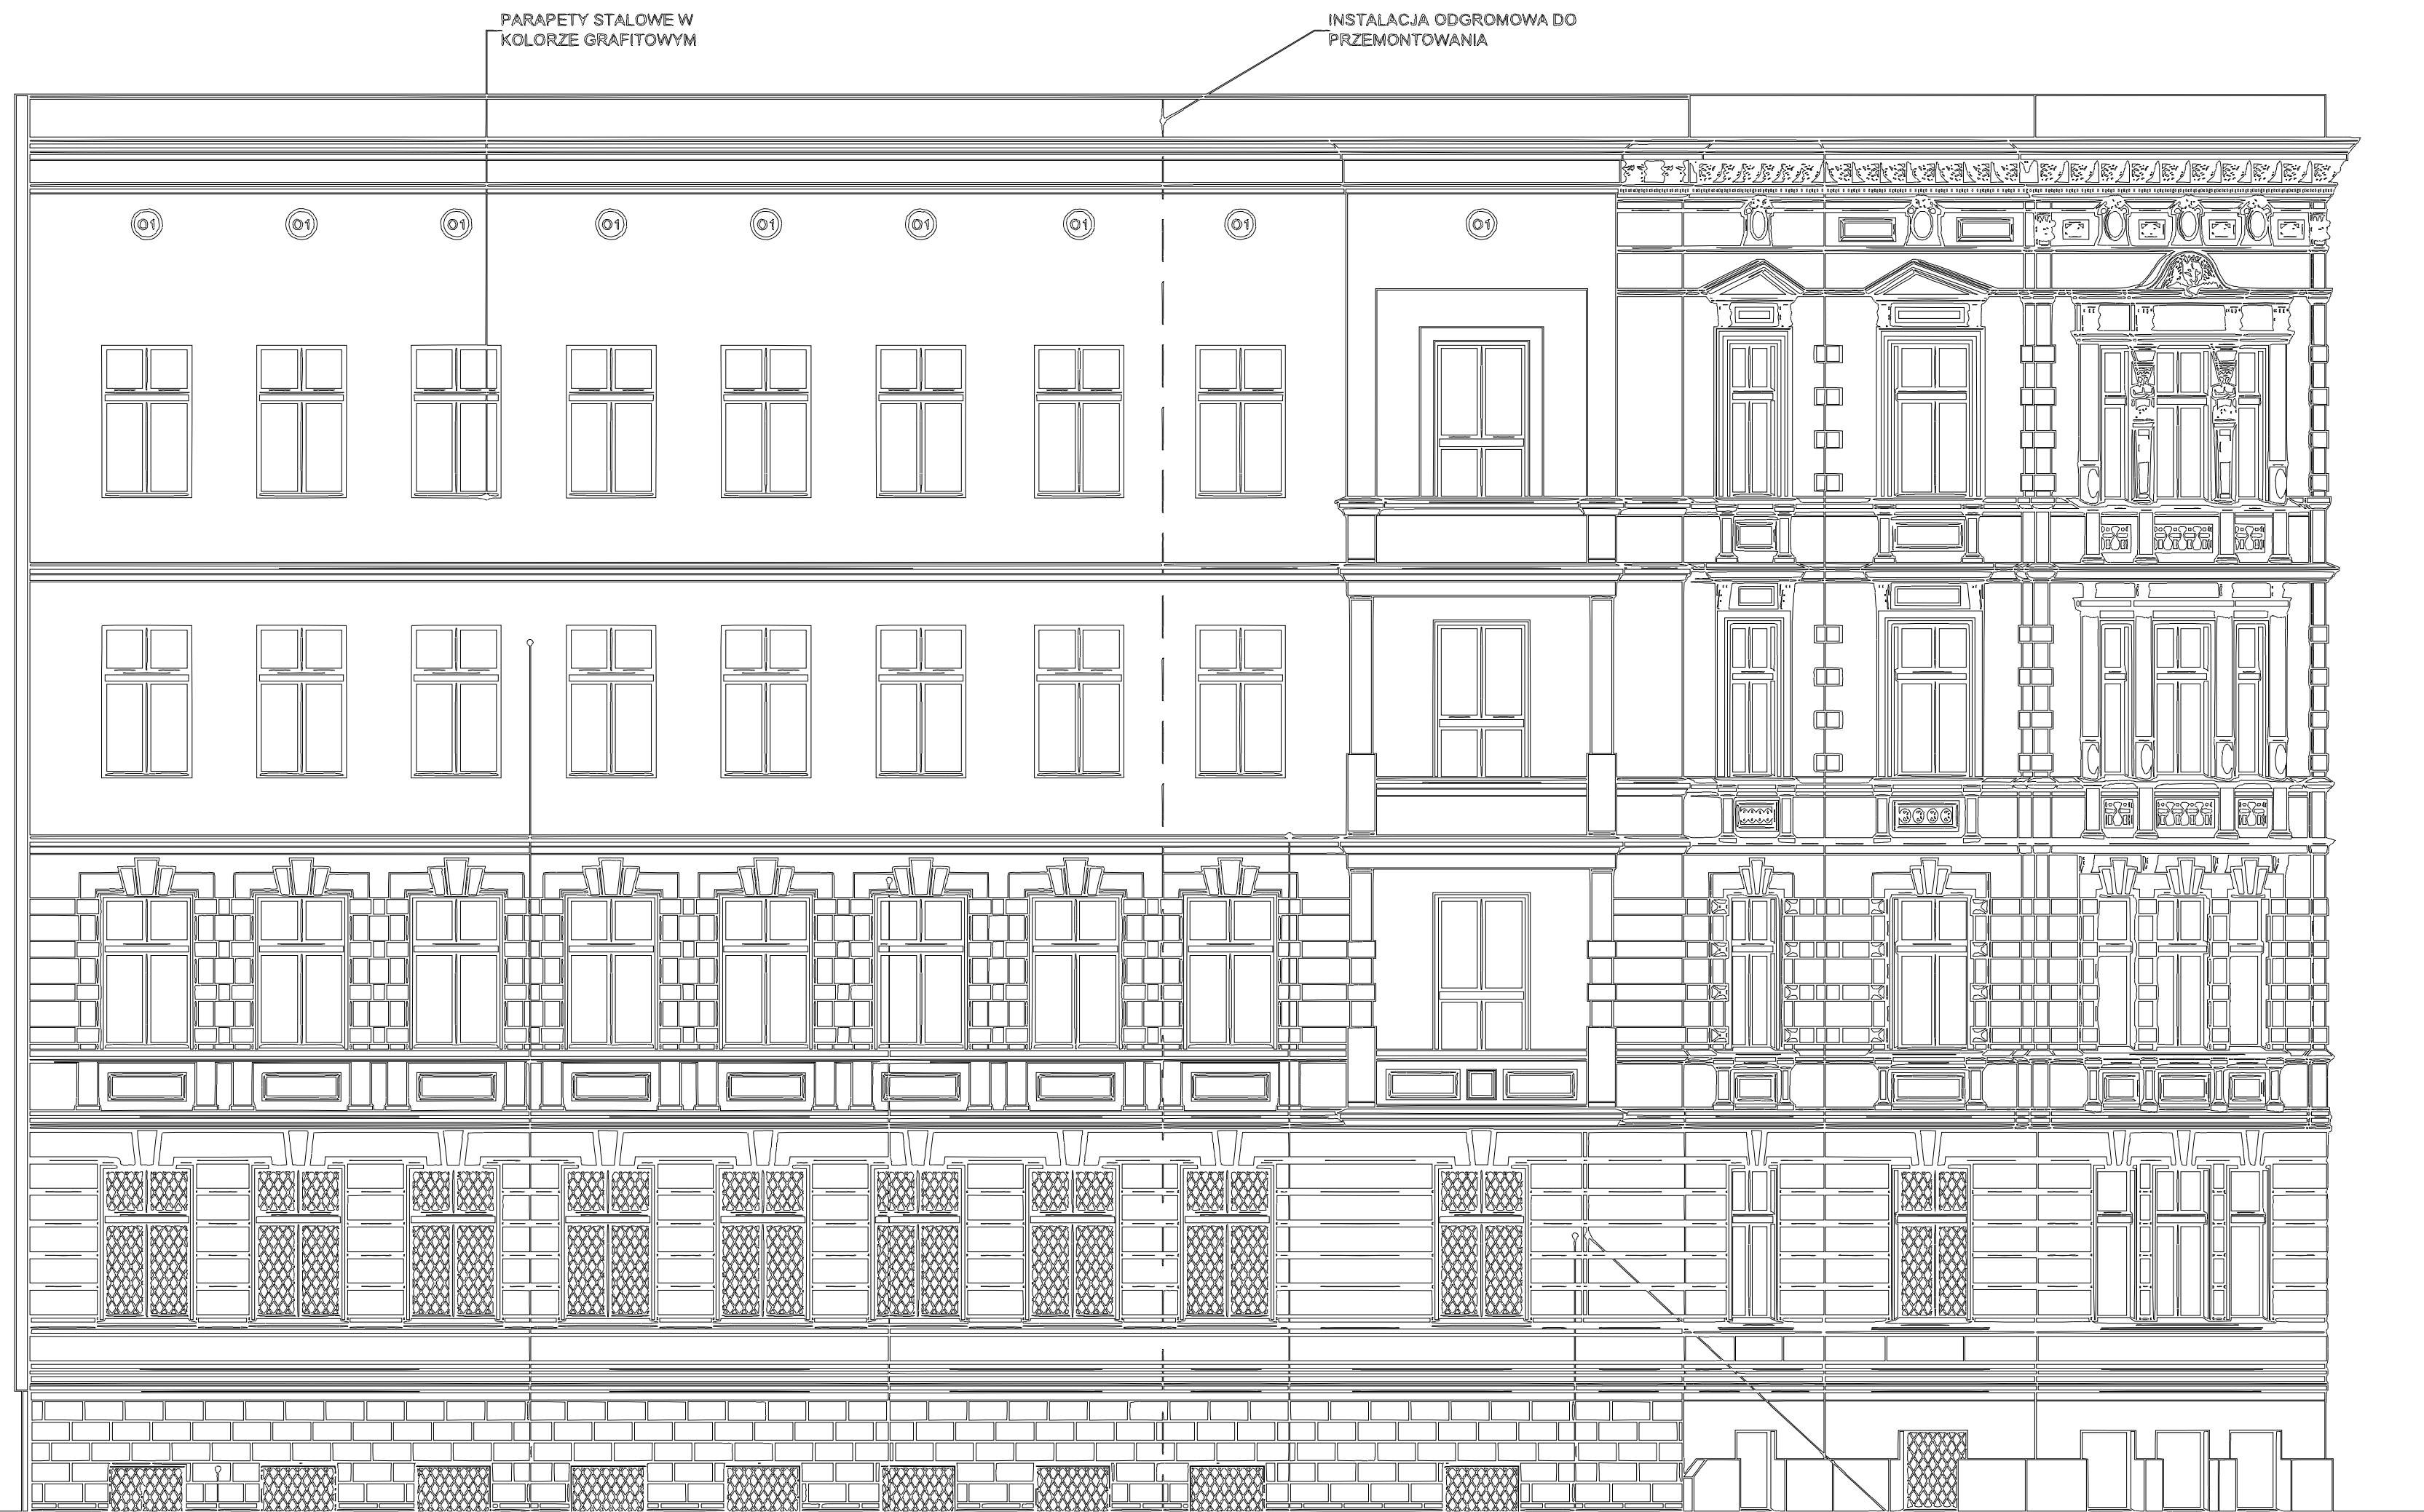 PARAPETY STALOWE W
KOLORZE GRAFITOWYM
INSTALACJA ODGROMOWA DO
PRZEMONTOWANIA
O1 O1 O1 O1 O1 O1 O1 O1 O1